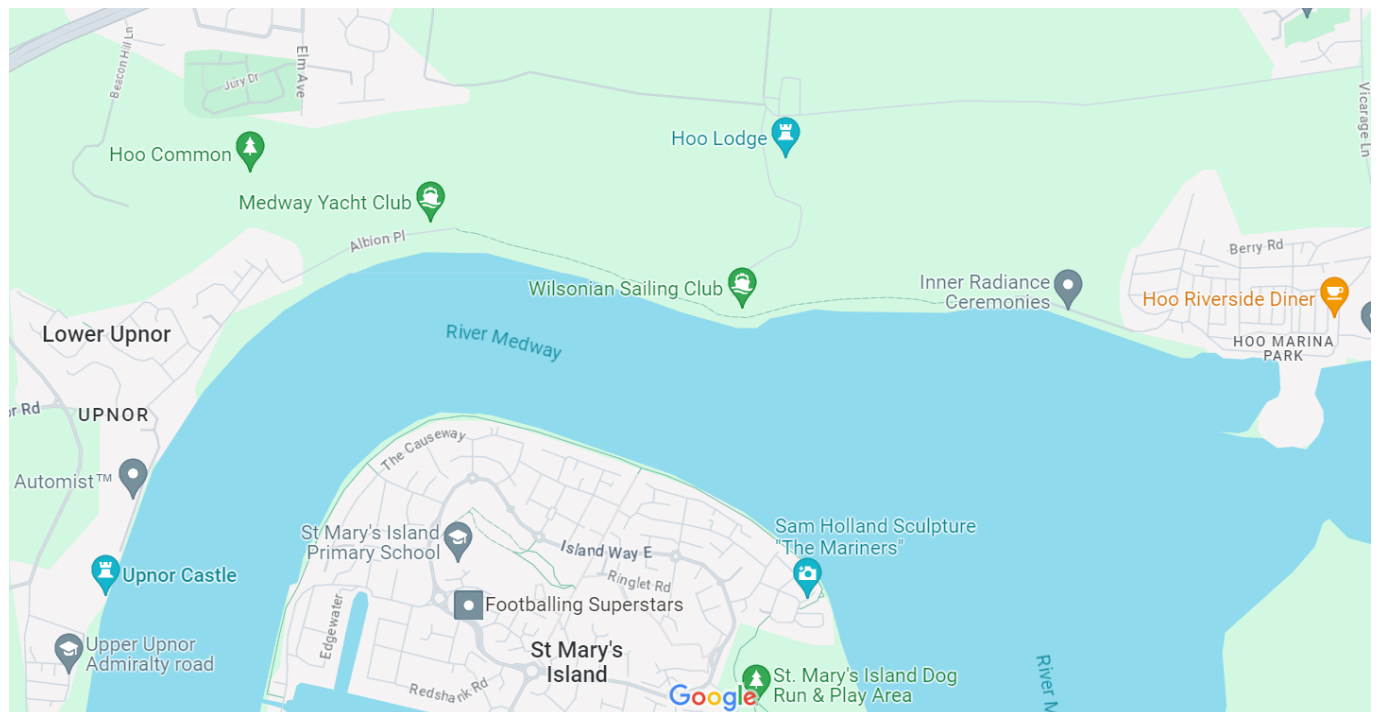 Beacon Hill Ln
Elm Ave
Jury Dr
Vicarage Ln
Hoo Common
Hoo Lodge
Medway Yacht Club
Albion Pl
Berry Rd
Wilsonian Sailing Club
Inner Radiance
Ceremonies
Hoo Riverside Diner
Lower Upnor
River Medway
HOO MARINA
PARK
or Rd
UPNOR
The Causeway
Automist™
St Mary's Island
Primary School
Sam Holland Sculpture
"The Mariners"
Island Way E
Upnor Castle
Ringlet Rd
Footballing Superstars
Edgewater
Upper Upnor
Admiralty road
St Mary's
Island
Redshank Rd
Google
St. Mary's Island Dog
Run & Play Area
River M